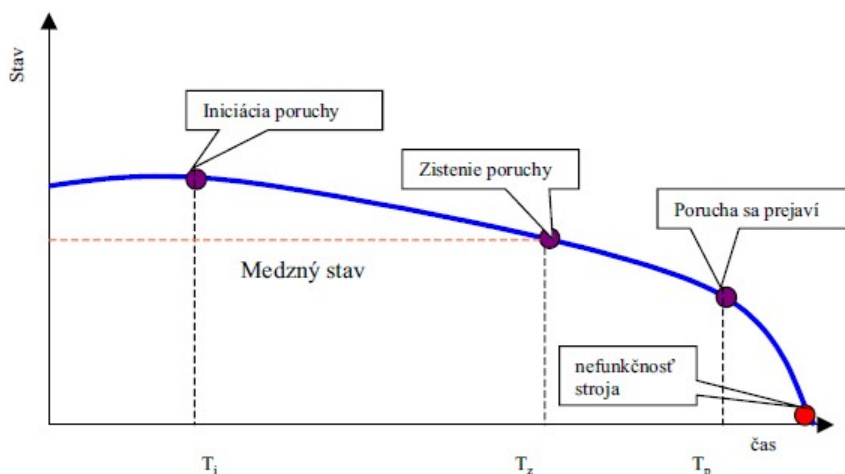 Stav
Iniciácia poruchy
Zistenie poruchy
Porucha sa prejaví
Medzný stav
nefunkčnosť
stroja
čas
Ti
Tz
Tp